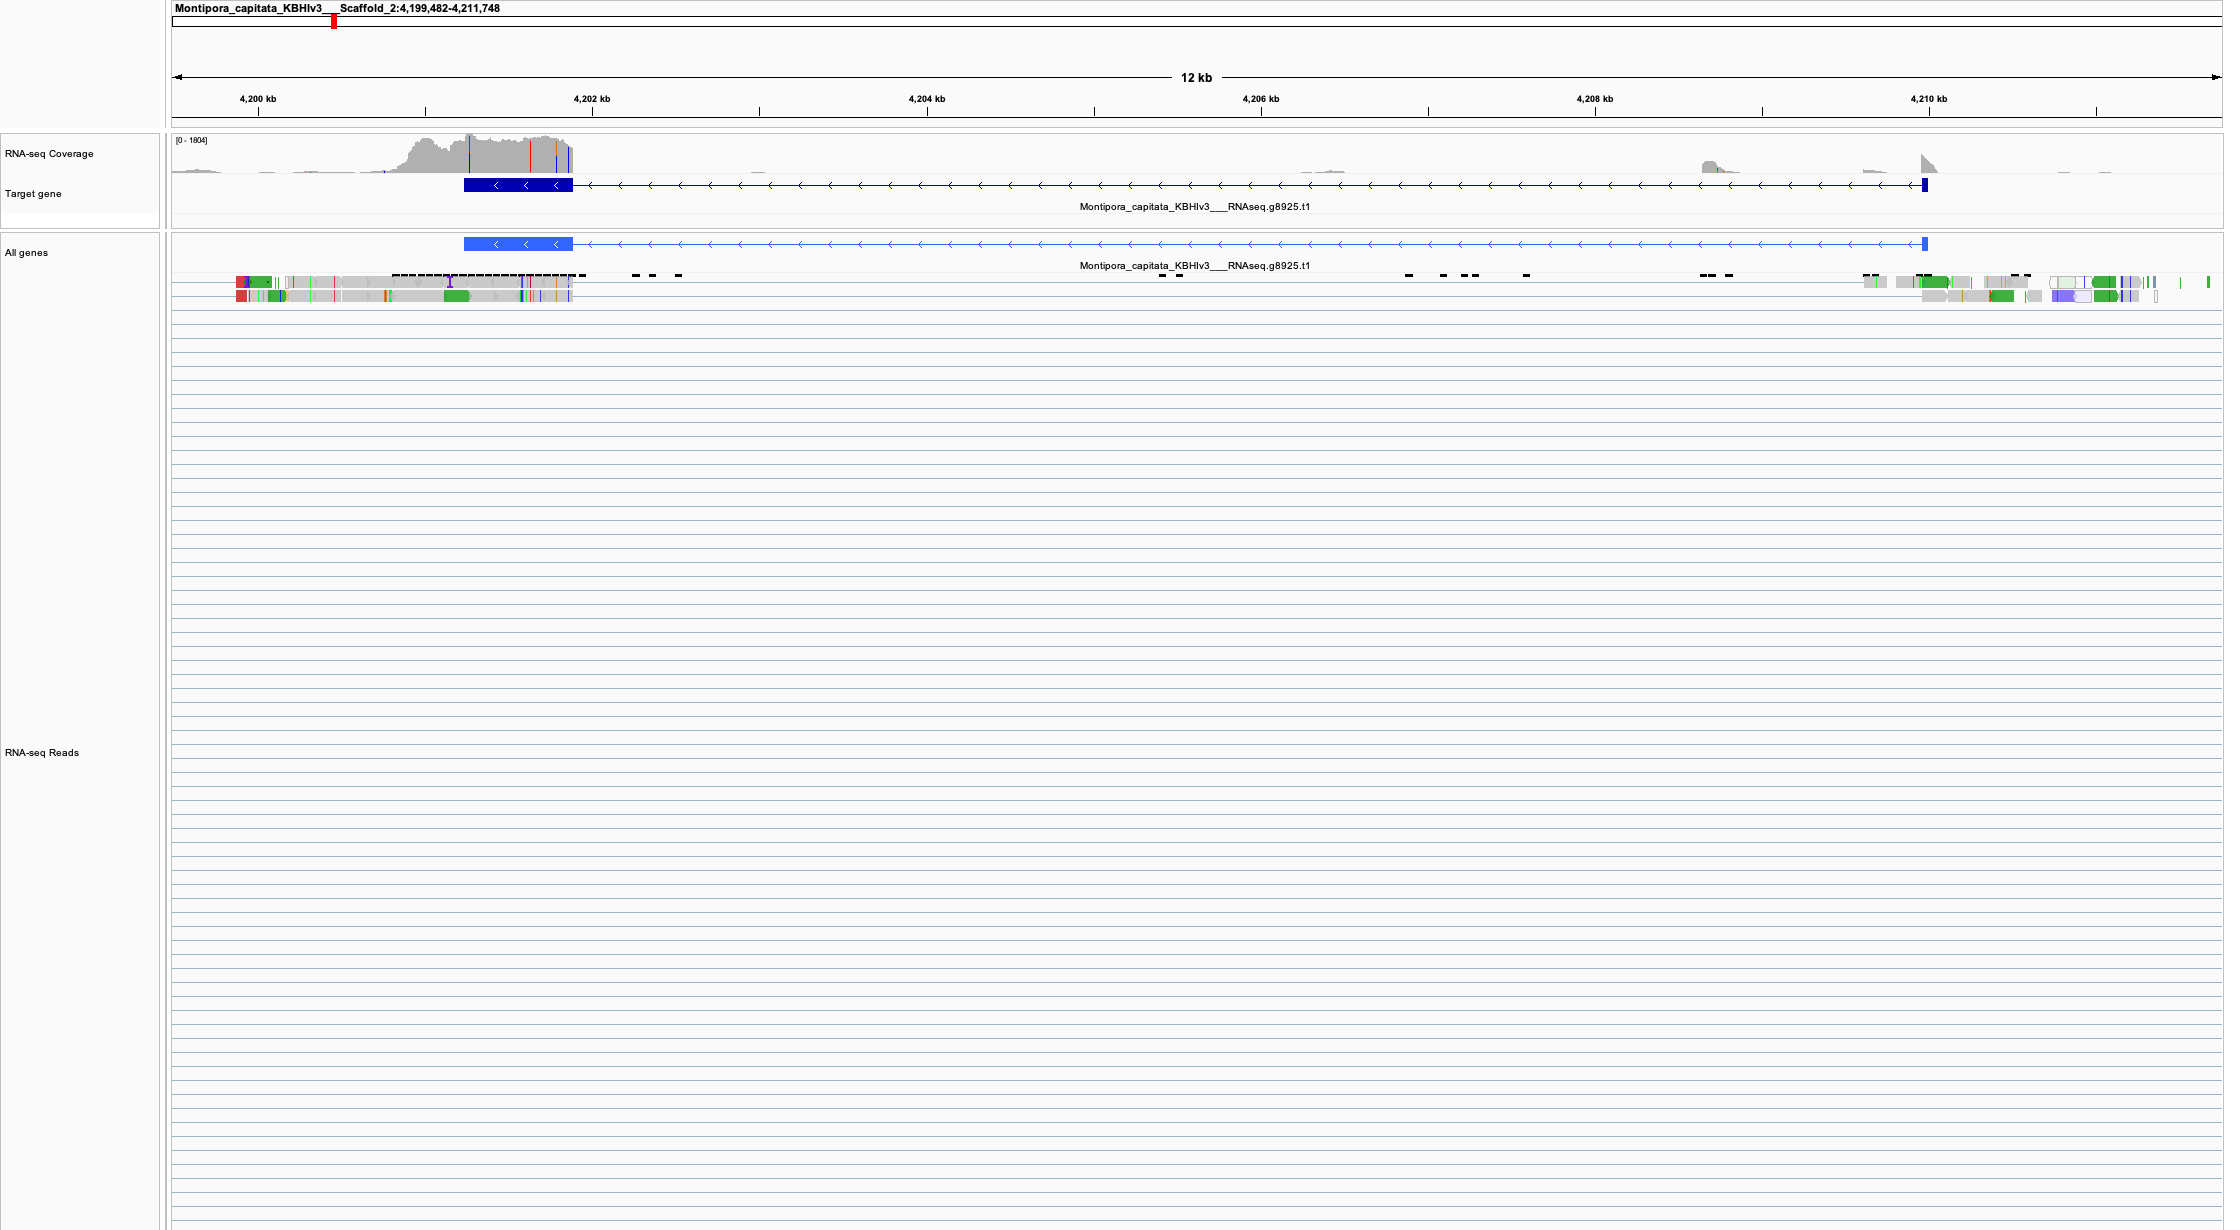 Montipora_capitata_KBHIv3___Scaffold_2:4,199,482-4,211,748
12 kb
4,200 kb 4,202 kb 4,204 kb 4,206 kb 4,208 kb 4,210 kb
[0 - 1804]
RNA-seq Coverage
Target gene
Montipora_capitata_KBHIv3___RNAseq.g8925.t1
All genes
Montipora_capitata_KBHIv3___RNAseq.g8925.t1
RNA-seq Reads